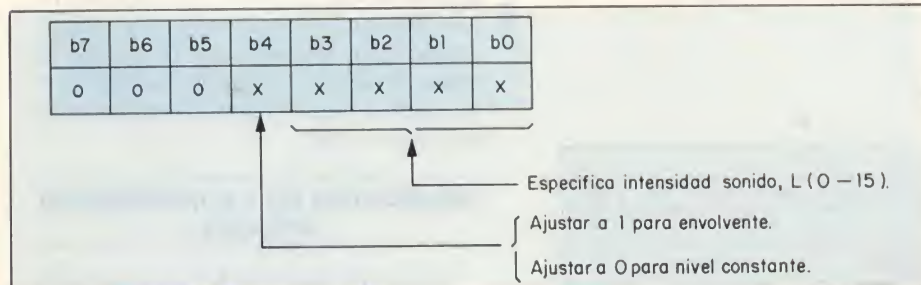 b7 b6 b5 b4 b3 b2 b1 b0
0 0 0 X X X X X
Especifica intensidad sonido, L (0 – 15).
Ajustar a 1 para envolvente.
Ajustar a 0 para nivel constante.